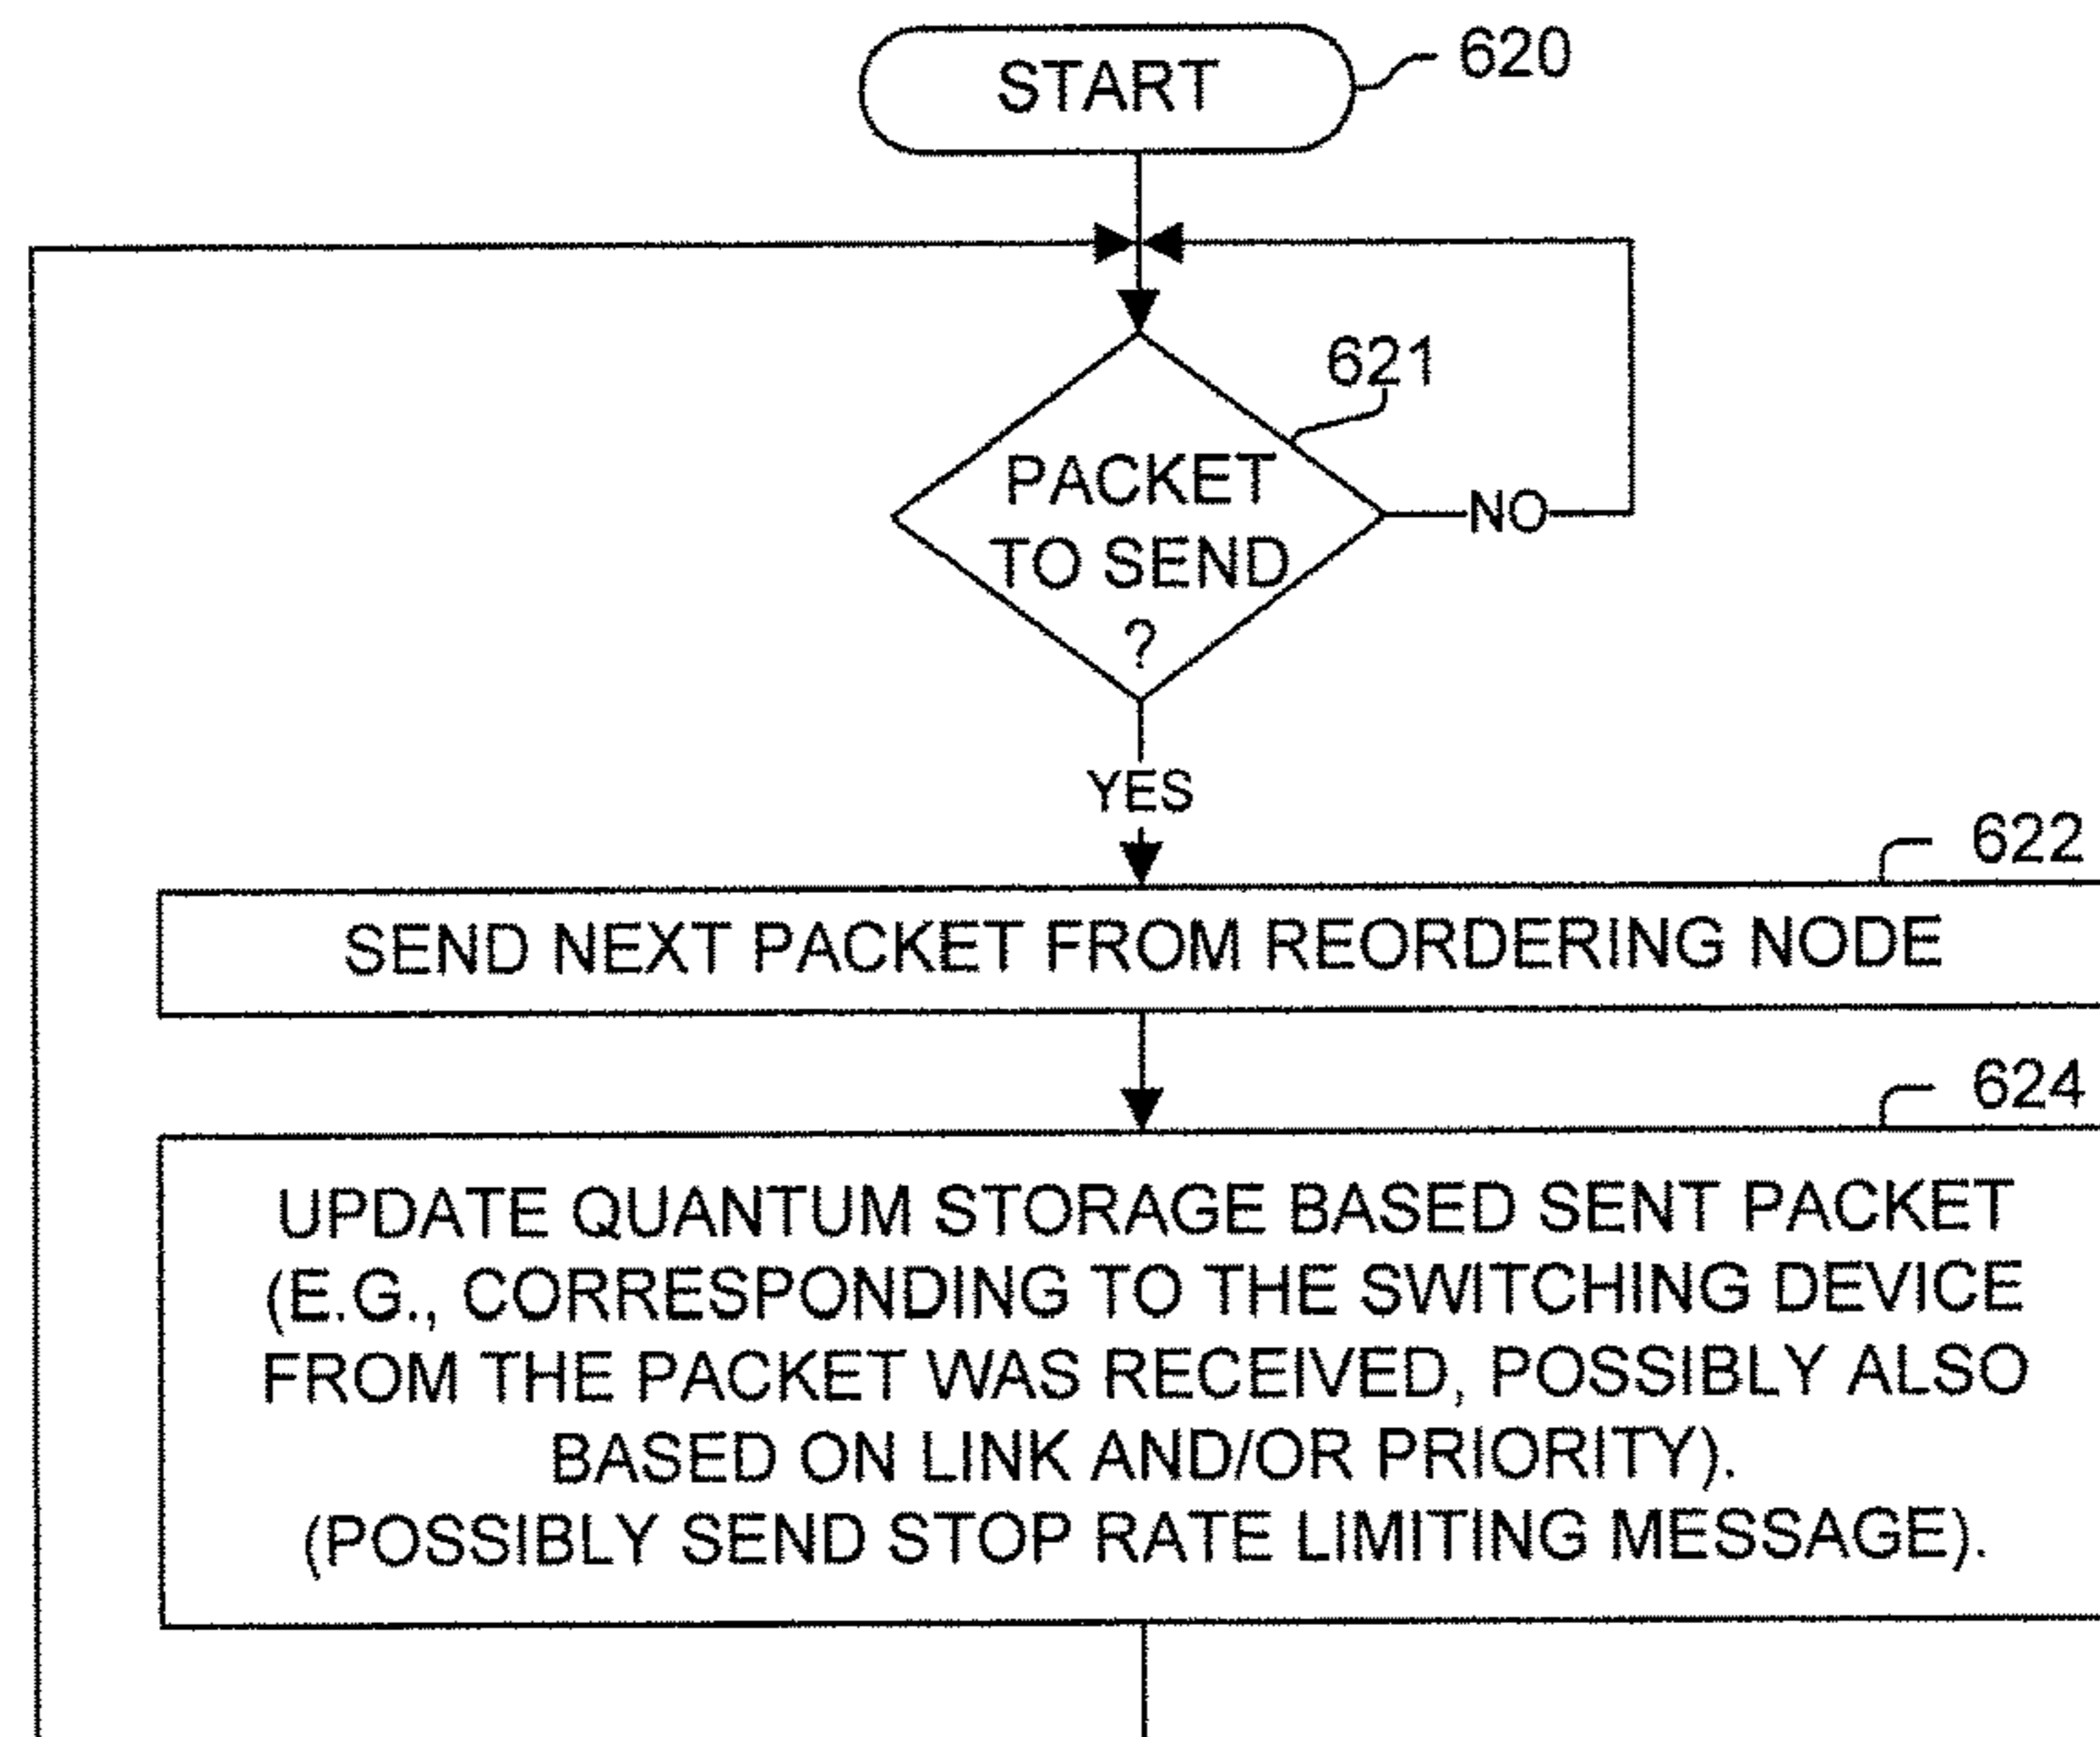 START
620
621
PACKET
TO SEND
?
NO
YES
622
SEND NEXT PACKET FROM REORDERING NODE
624
UPDATE QUANTUM STORAGE BASED SENT PACKET
(E.G., CORRESPONDING TO THE SWITCHING DEVICE
FROM THE PACKET WAS RECEIVED, POSSIBLY ALSO
BASED ON LINK AND/OR PRIORITY).
(POSSIBLY SEND STOP RATE LIMITING MESSAGE).